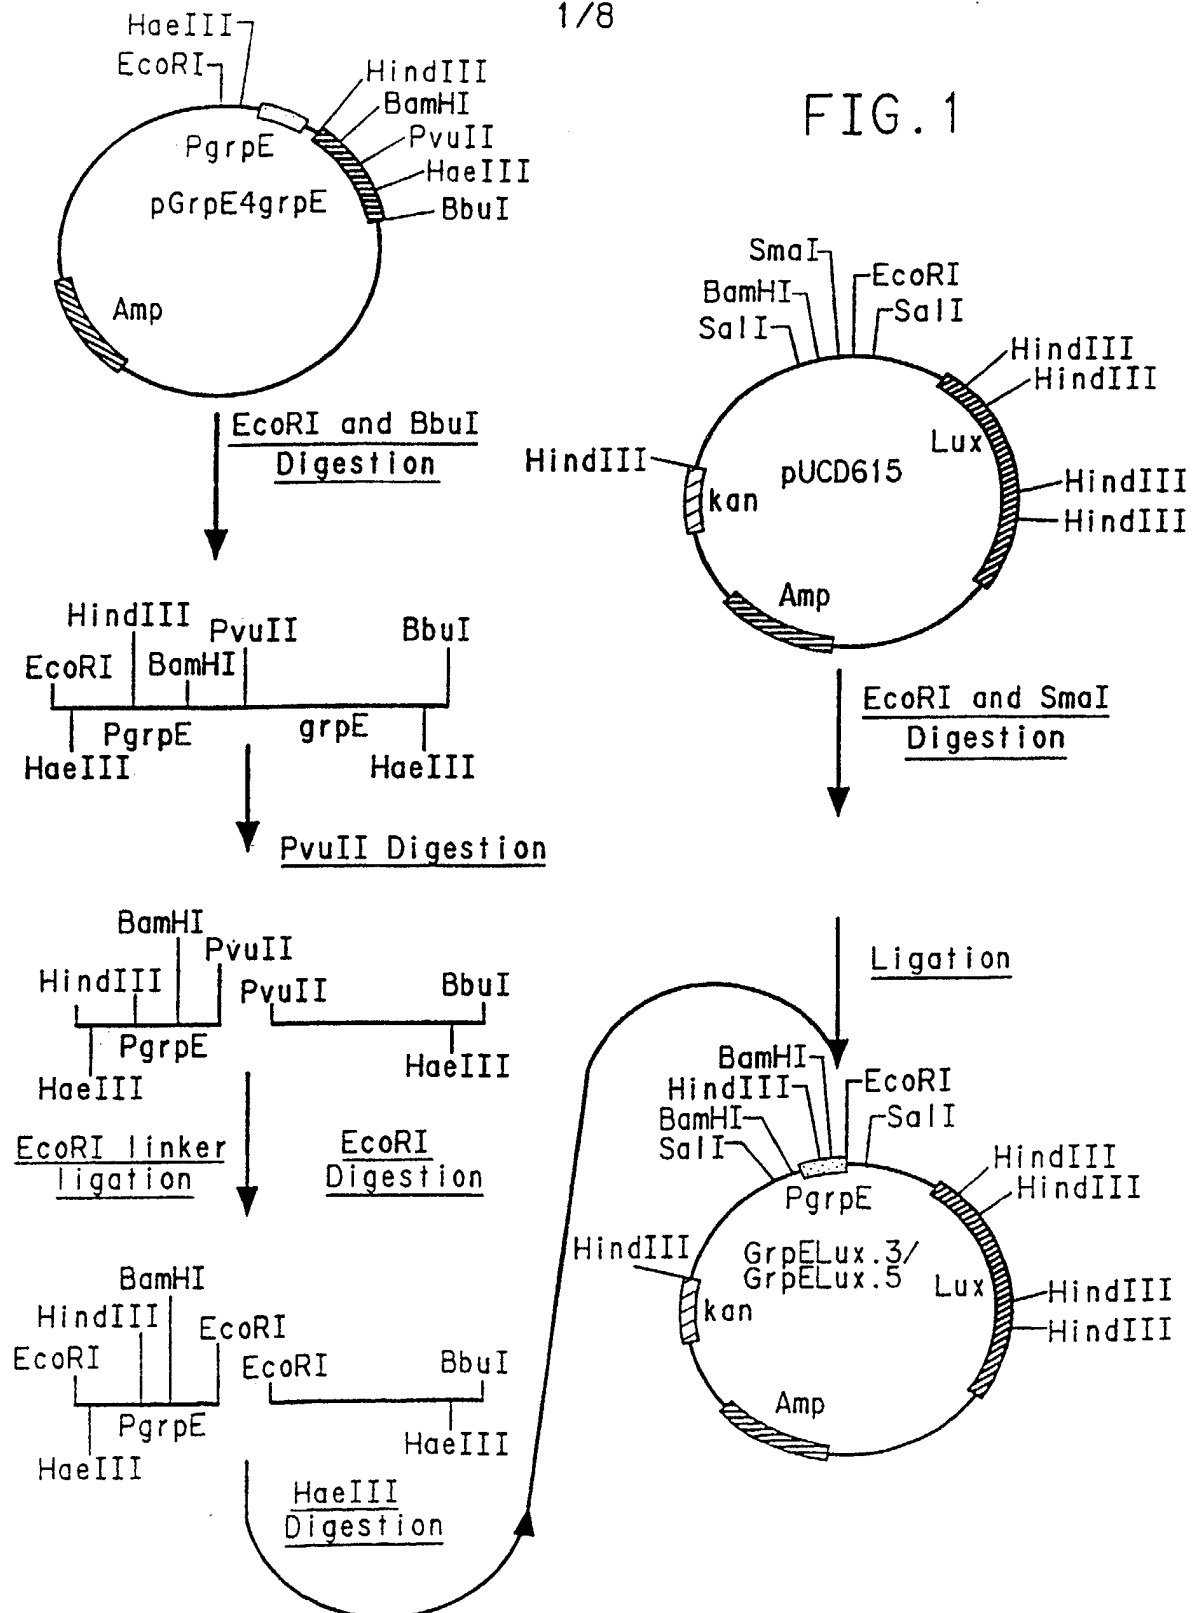 1/8
FIG.1
HaeIII
EcoRI
HindIII
BamHI
PvuII
HaeIII
BbuI
PgrpE
pGrpE4grpE
Amp
EcoRI and BbuI
Digestion
HindIII
PvuII
BbuI
EcoRI
BamHI
PgrpE
grpE
HaeIII
HaeIII
PvuII Digestion
BamHI
PvuII
HindIII
PvuII
BbuI
PgrpE
HaeIII
HaeIII
EcoRI linker
ligation
EcoRI
Digestion
BamHI
HindIII
EcoRI
EcoRI
EcoRI
BbuI
PgrpE
HaeIII
HaeIII
HaeIII
Digestion
SmaI
EcoRI
BamHI
SalI
SalI
HindIII
HindIII
Lux
HindIII
pUCD615
HindIII
kan
HindIII
Amp
EcoRI and SmaI
Digestion
Ligation
BamHI
HindIII
EcoRI
BamHI
SalI
SalI
HindIII
HindIII
PgrpE
HindIII
GrpELux.3/
GrpELux.5
Lux
HindIII
kan
HindIII
Amp